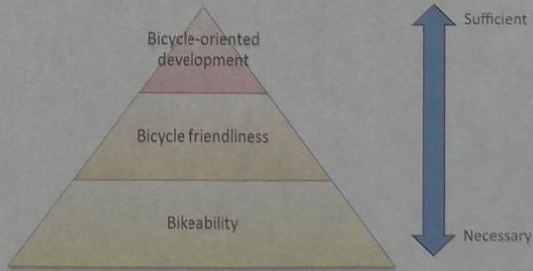 Bicycle-oriented
development
Bicycle friendliness
Bikeability
Sufficient
Necessary